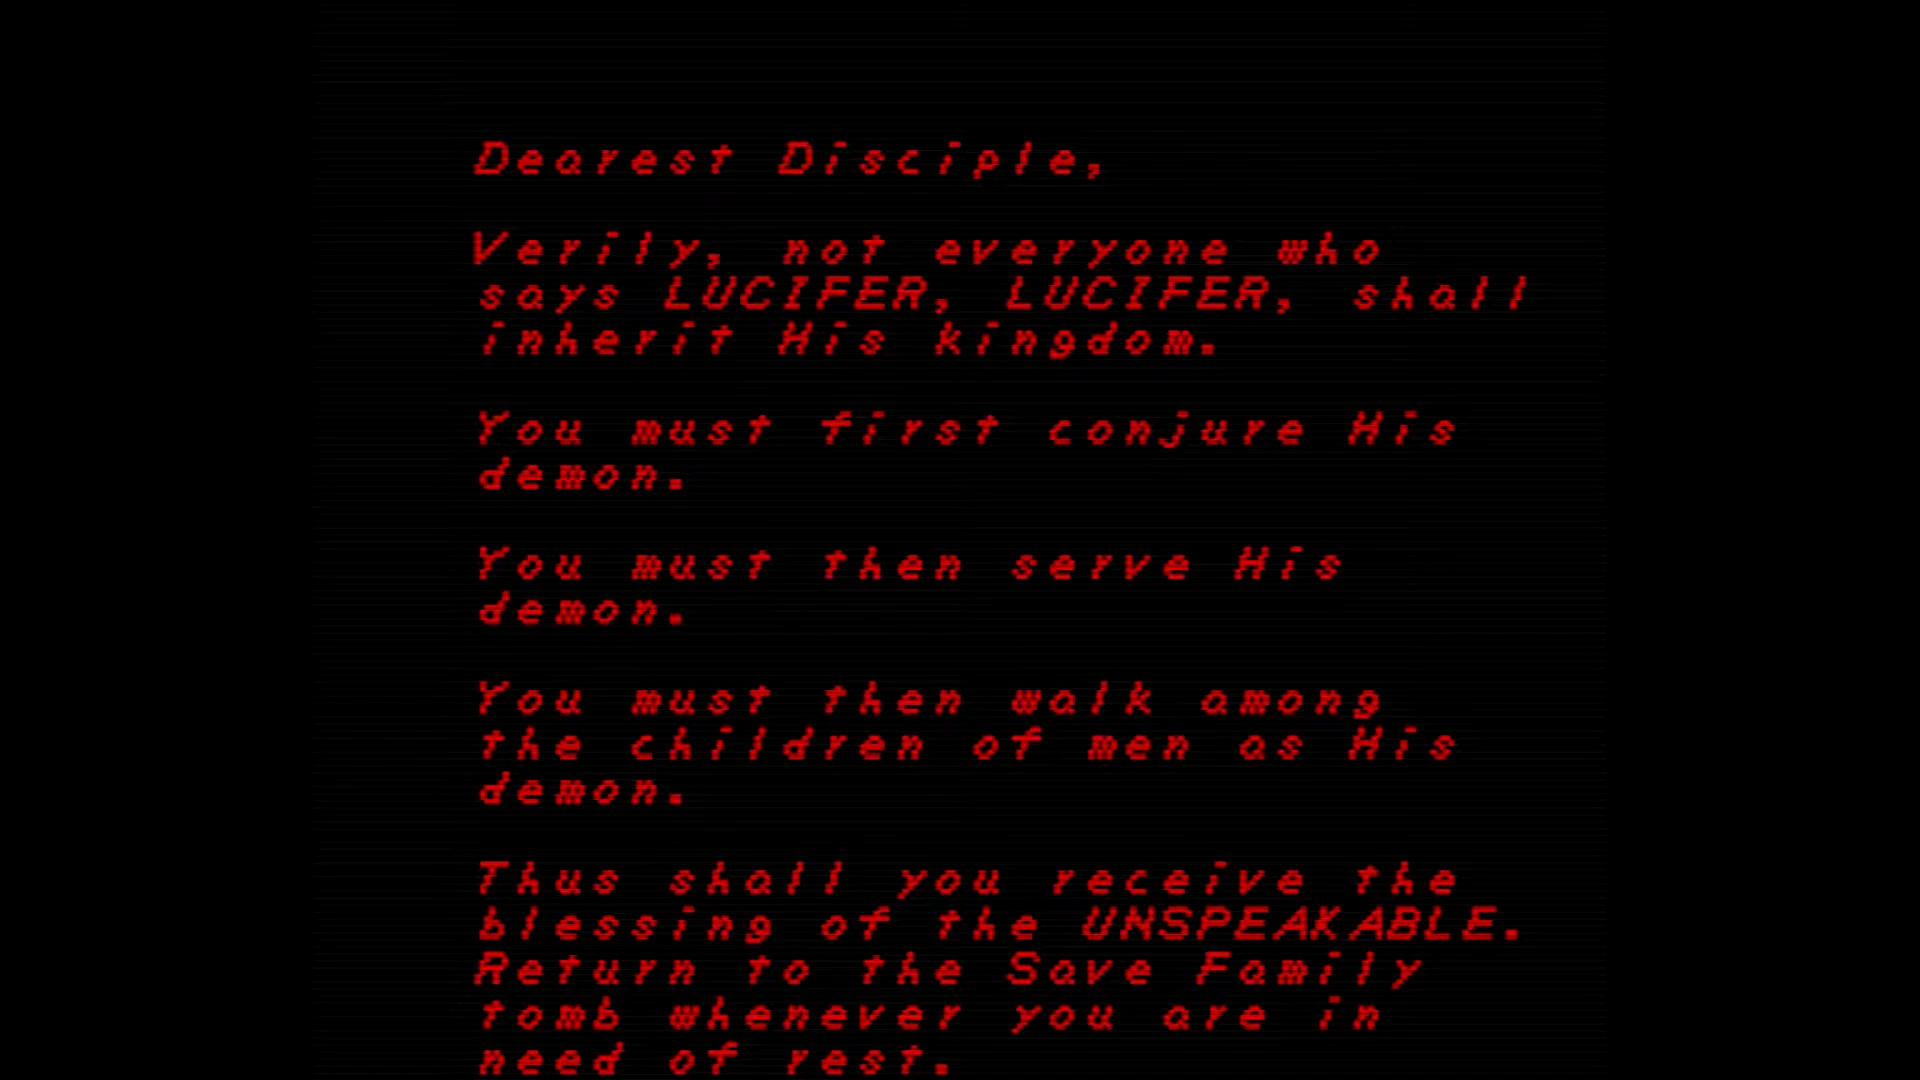 Dearest Disciple,
Verily, not everyone who
says LUCIFER, LUCIFER, shall
inherit His kingdom.
You must first conjure His
demon.
You must then serve His
demon.
You must then walk among
the children of men as His
demon.
Thus shall you receive the
blessing of the UNSPEAKABLE.
Return to the Save Family
tomb whenever you are in
need of rest.